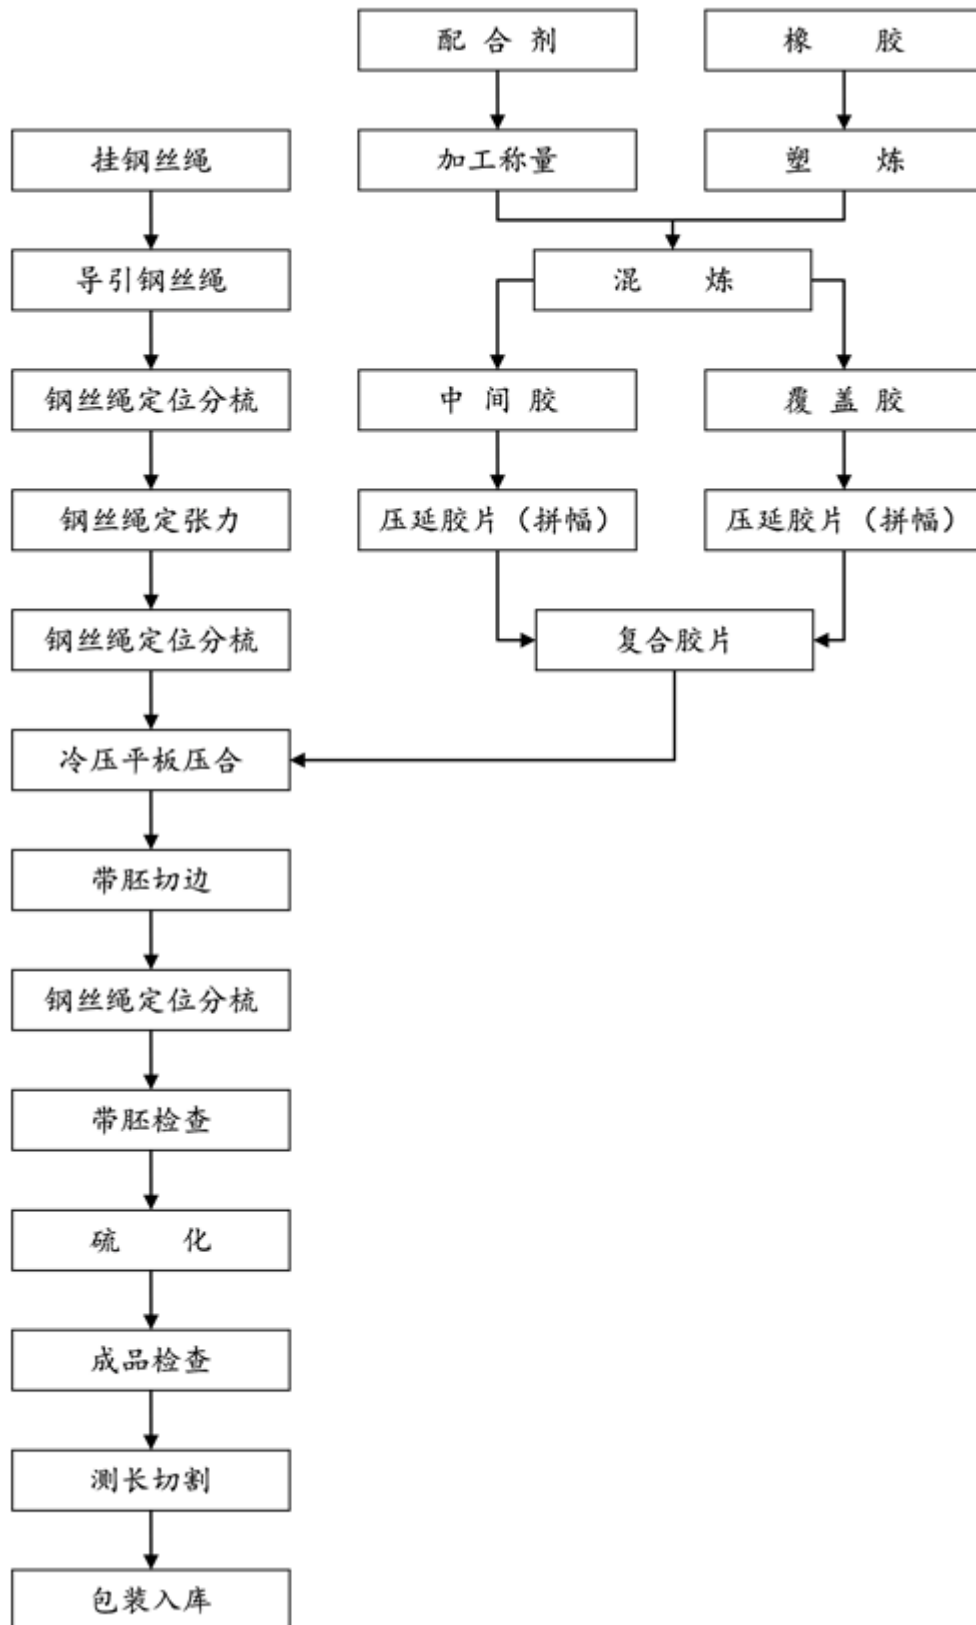 配 合 剂
橡 胶
挂钢丝绳
加工称量
塑 炼
导引钢丝绳
混 炼
钢丝绳定位分梳
中 间 胶
覆 盖 胶
钢丝绳定张力
压延胶片（拼幅）
压延胶片（拼幅）
钢丝绳定位分梳
复合胶片
冷压平板压合
带胚切边
钢丝绳定位分梳
带胚检查
硫 化
成品检查
测长切割
包装入库